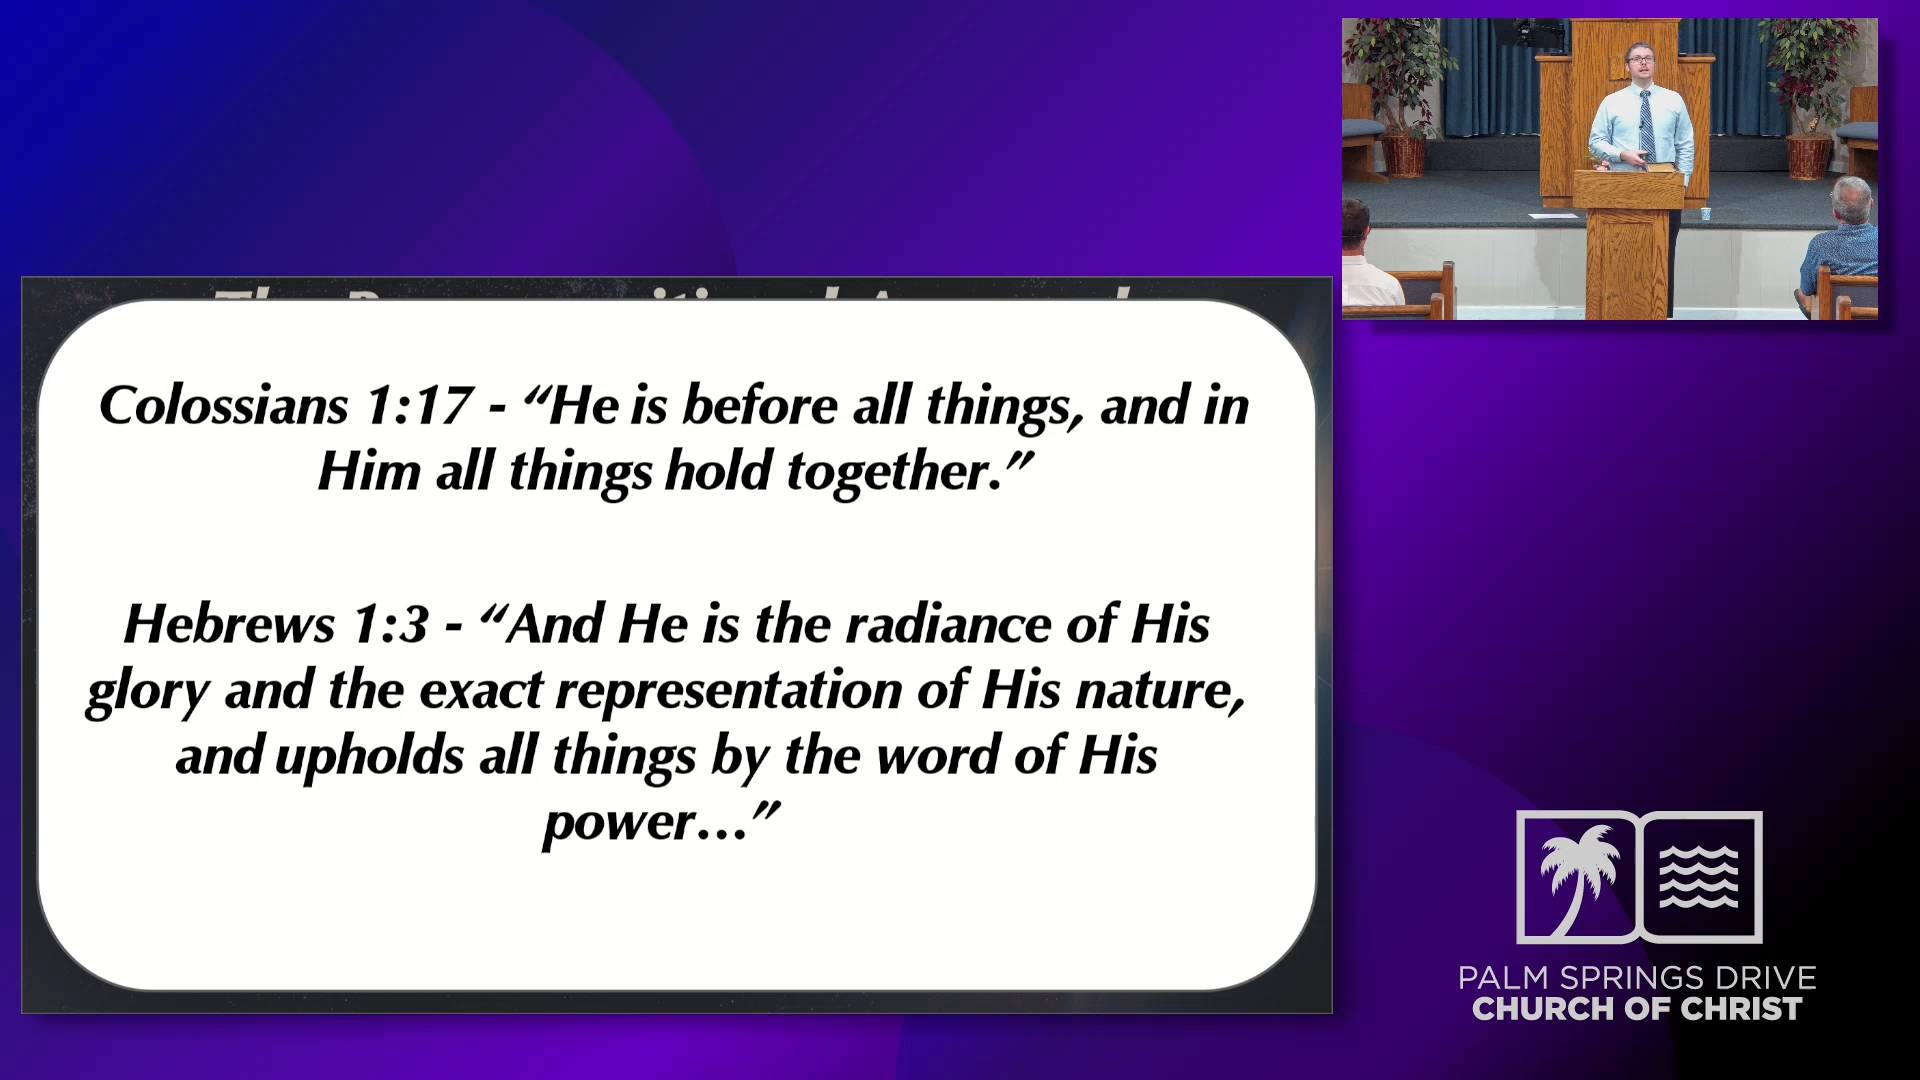 Colossians 1:17 - “He is before all things, and in
Him all things hold together.”
Hebrews 1:3 - “And He is the radiance of His
glory and the exact representation of His nature,
and upholds all things by the word of His
power...”
PALM SPRINGS DRIVE
CHURCH OF CHRIST